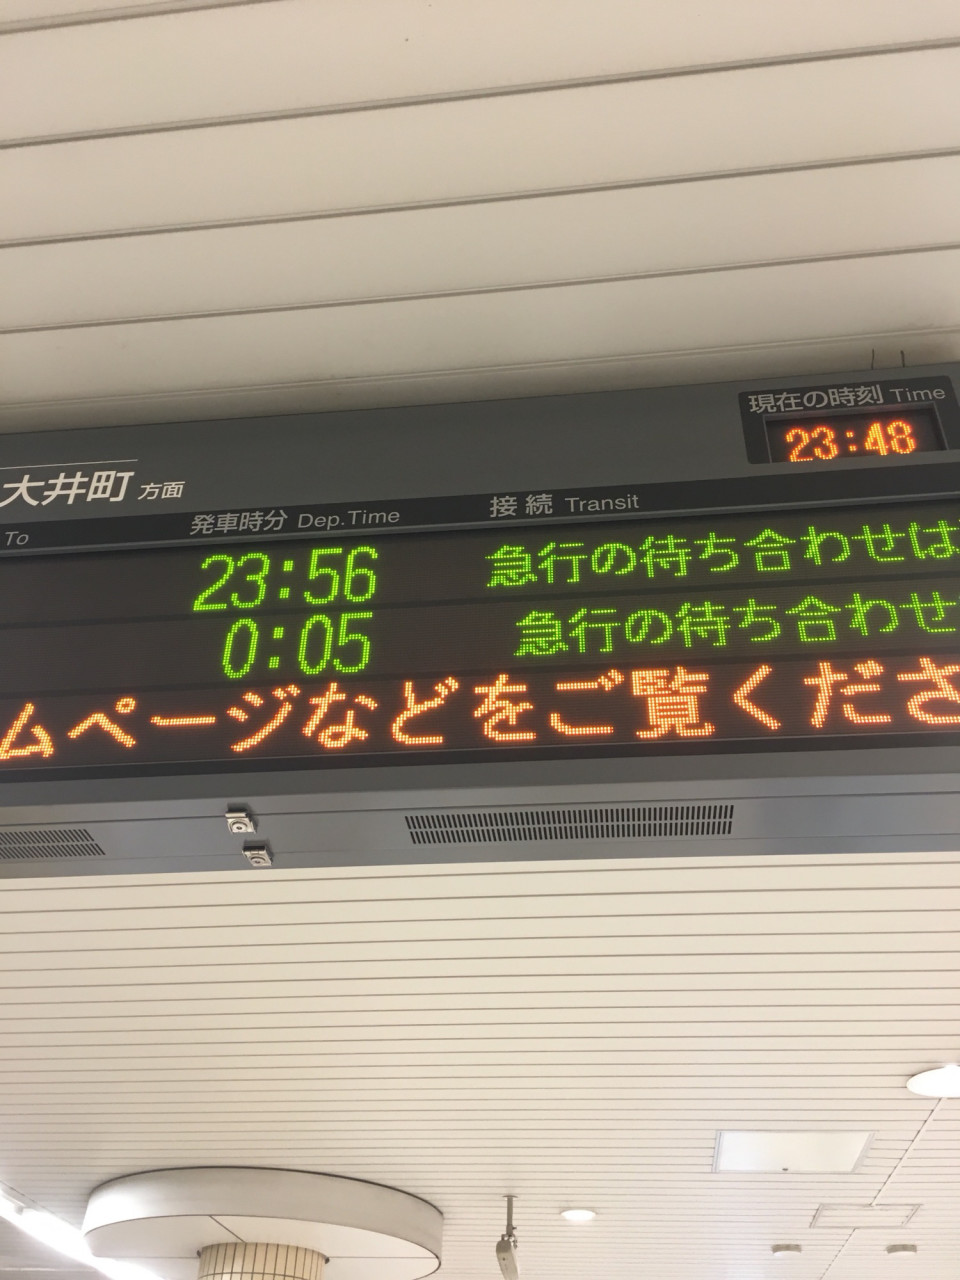 現在の時刻 Time
23:48
大井町 方面
To 発車時分 Dep.Time 接続 Transit
23:56 急行の待ち合わせは
0:05 急行の待ち合わせ
ムページなどをご覧くださ